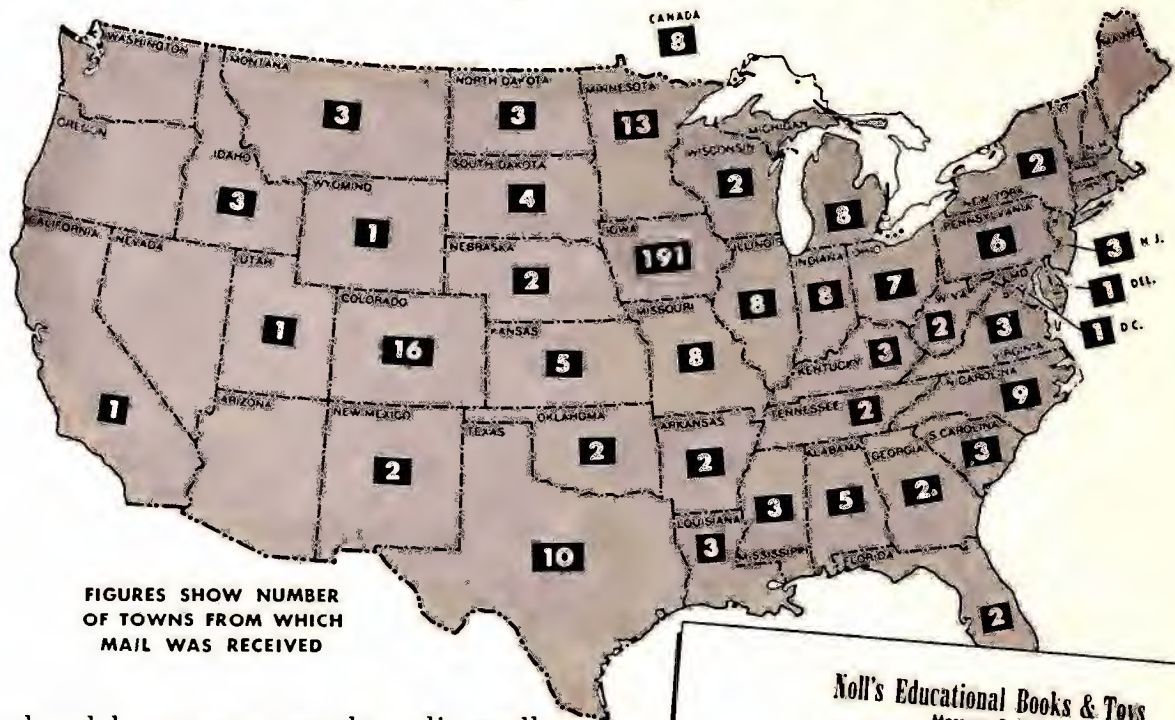 CANADA
8
WASHINGTON
MONTANA
3
NORTH DAKOTA
3
MINNESOTA
13
MAINE
OREGON
IDAHO
3
WYOMING
1
SOUTH DAKOTA
4
WISCONSIN
2
MICHIGAN
8
VT.
N.H.
NEW YORK
2
CALIFORNIA
1
NEVADA
UTAH
1
COLORADO
16
NEBRASKA
2
IOWA
191
ILLINOIS
8
INDIANA
8
OHIO
7
PENNSYLVANIA
6
3 N.J.
1 DEL.
1 D.C.
MD.
W.VA.
2
VIRGINIA
3
KANSAS
5
MISSOURI
8
KENTUCKY
3
ARIZONA
NEW MEXICO
2
TEXAS
10
OKLAHOMA
2
ARKANSAS
2
TENNESSEE 2
N.CAROLINA
9
S.CAROLINA
3
LOUISIANA
3
MISSISSIPPI
3
ALABAMA
5
GEORGIA
2
FLORIDA
2
FIGURES SHOW NUMBER
OF TOWNS FROM WHICH
MAIL WAS RECEIVED
Noll's Educational Books & Toys